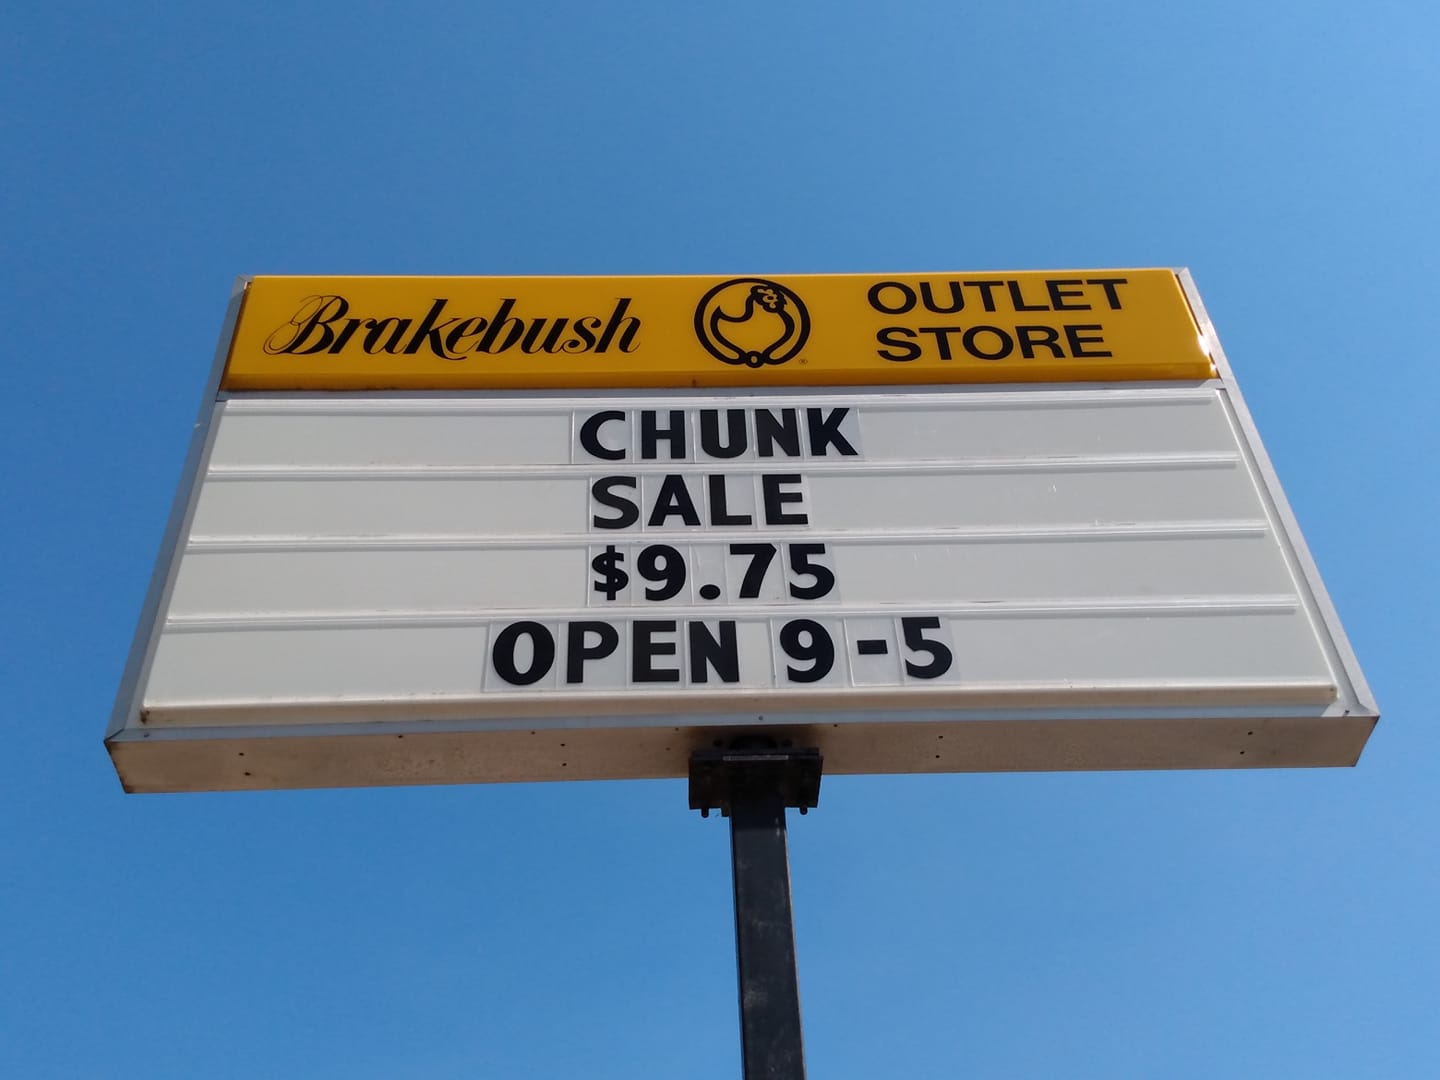 Brakebush
OUTLET
STORE
CHUNK
SALE
$9.75
OPEN 9-5